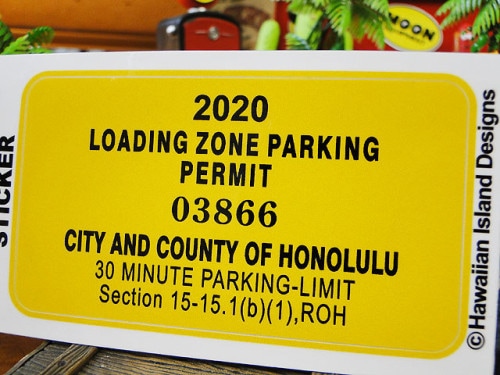 2020
LOADING ZONE PARKING
PERMIT
03866
CITY AND COUNTY OF HONOLULU
30 MINUTE PARKING-LIMIT
Section 15-15.1(b)(1),ROH
STICKER
©Hawaiian Island Designs
MOON